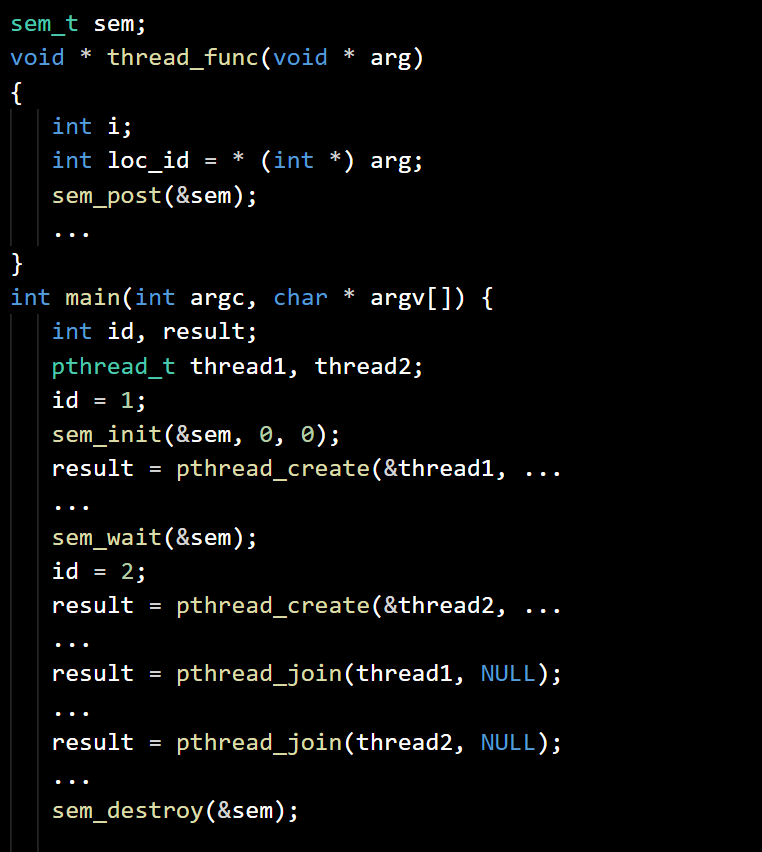 sem_t sem;
void * thread_func(void * arg)
{
int i;
int loc_id = * (int *) arg;
sem_post(&sem);
...
}
int main(int argc, char * argv[]) {
int id, result;
pthread_t thread1, thread2;
id = 1;
sem_init(&sem, 0, 0);
result = pthread_create(&thread1, ...
...
sem_wait(&sem);
id = 2;
result = pthread_create(&thread2, ...
...
result = pthread_join(thread1, NULL);
...
result = pthread_join(thread2, NULL);
...
sem_destroy(&sem);